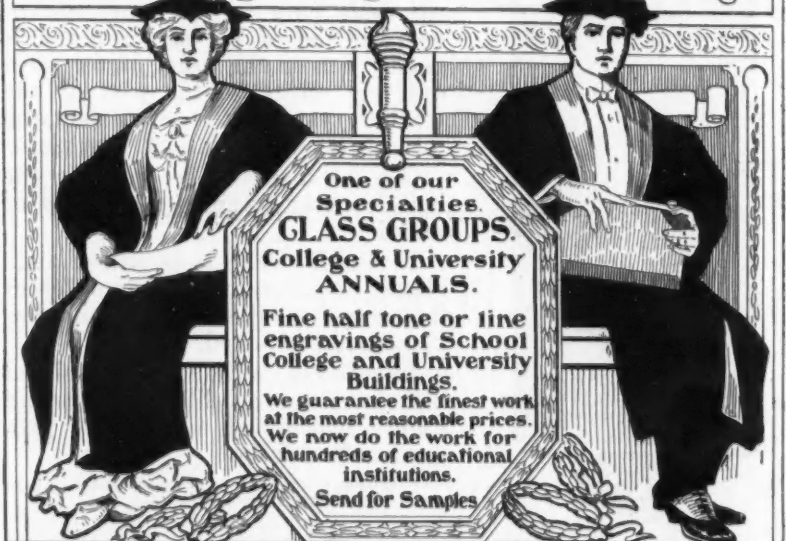 One of our
Specialties.
CLASS GROUPS.
College & University
ANNUALS.
Fine half tone or line
engravings of School
College and University
Buildings.
We guarantee the finest work
at the most reasonable prices.
We now do the work for
hundreds of educational
institutions.
Send for Samples